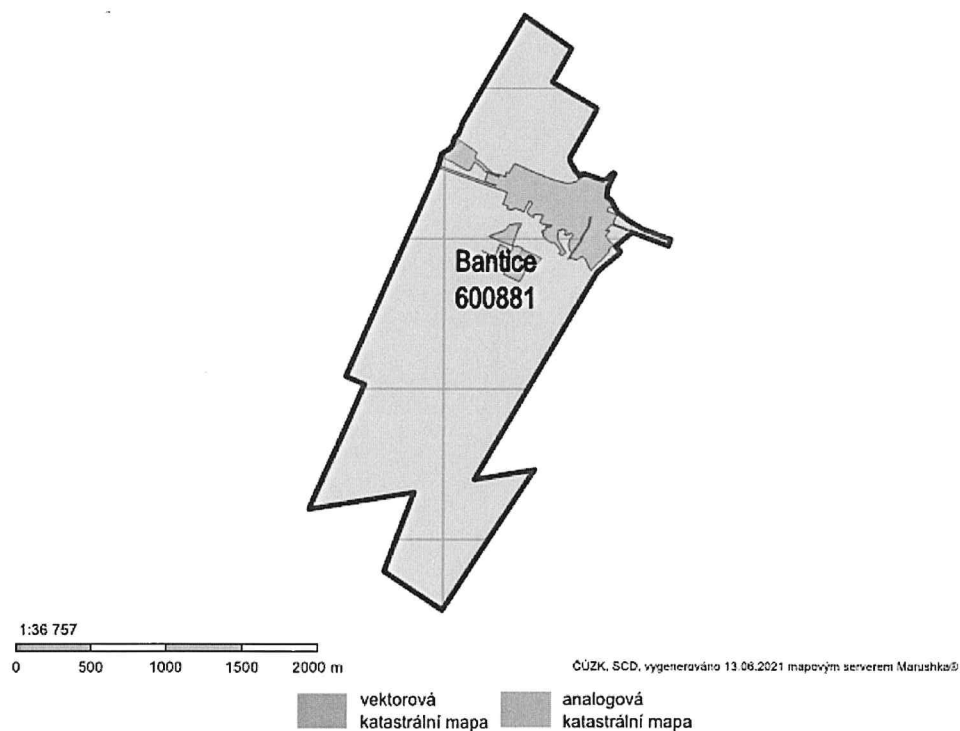 Bantice
600881
1:36 757
0 500 1000 1500 2000 m
ČÚZK, SCD, vygenerováno 13.06.2021 mapovým serverem Marushka®
vektorová
katastrální mapa
analogová
katastrální mapa